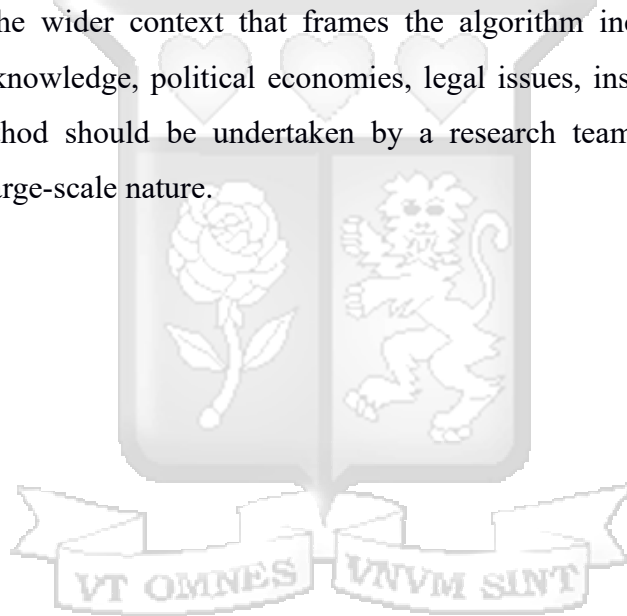 he wider context that frames the algorithm in
knowledge, political economies, legal issues, ins
hod should be undertaken by a research team
arge-scale nature.
VT OMNES VNVM SINT